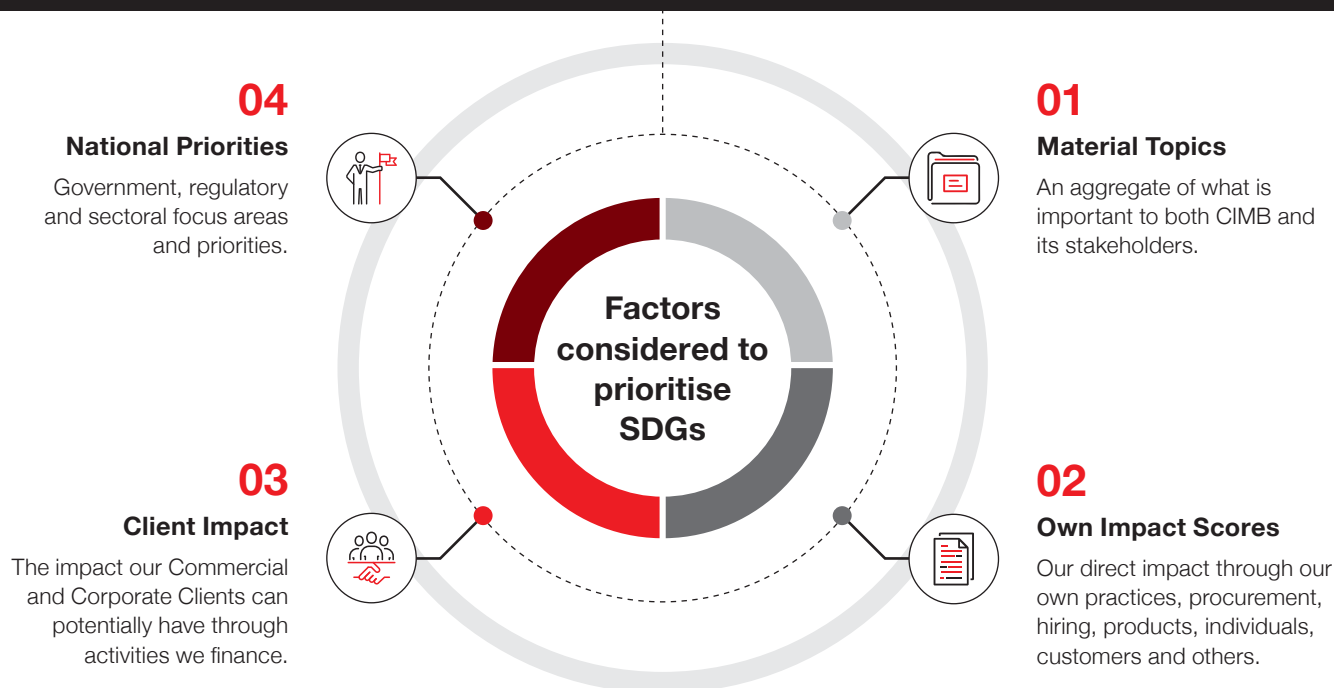 Factors
considered to
prioritise
SDGs
01
Material Topics
An aggregate of what is
important to both CIMB and
its stakeholders.
02
Own Impact Scores
Our direct impact through our
own practices, procurement,
hiring, products, individuals,
customers and others.
03
Client Impact
The impact our Commercial
and Corporate Clients can
potentially have through
activities we finance.
04
National Priorities
Government, regulatory
and sectoral focus areas
and priorities.